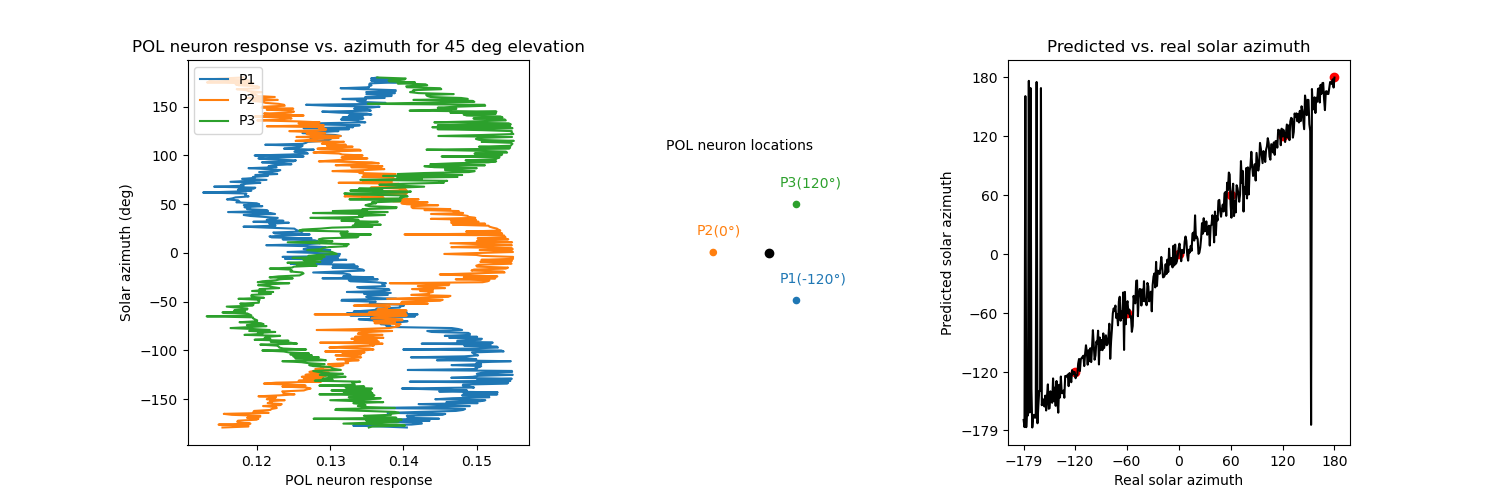 POL neuron response vs. azimuth for 45 deg elevation
P1
P2
P3
150
100
50
0
−50
−100
−150
Solar azimuth (deg)
0.12 0.13 0.14 0.15
POL neuron response
POL neuron locations
P3(120°)
P2(0°)
P1(-120°)
Predicted vs. real solar azimuth
180
120
60
0
−60
−120
−179
Predicted solar azimuth
−179 −120 −60 0 60 120 180
Real solar azimuth